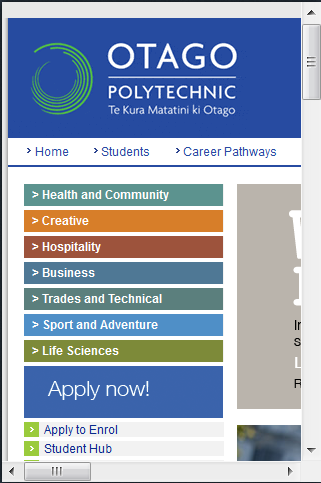 OTAGO
POLYTECHNIC
Te Kura Matatini ki Otago
Home
Students
Career Pathways
> Health and Community
> Creative
> Hospitality
> Business
> Trades and Technical
> Sport and Adventure
> Life Sciences
Apply now!
Apply to Enrol
Student Hub